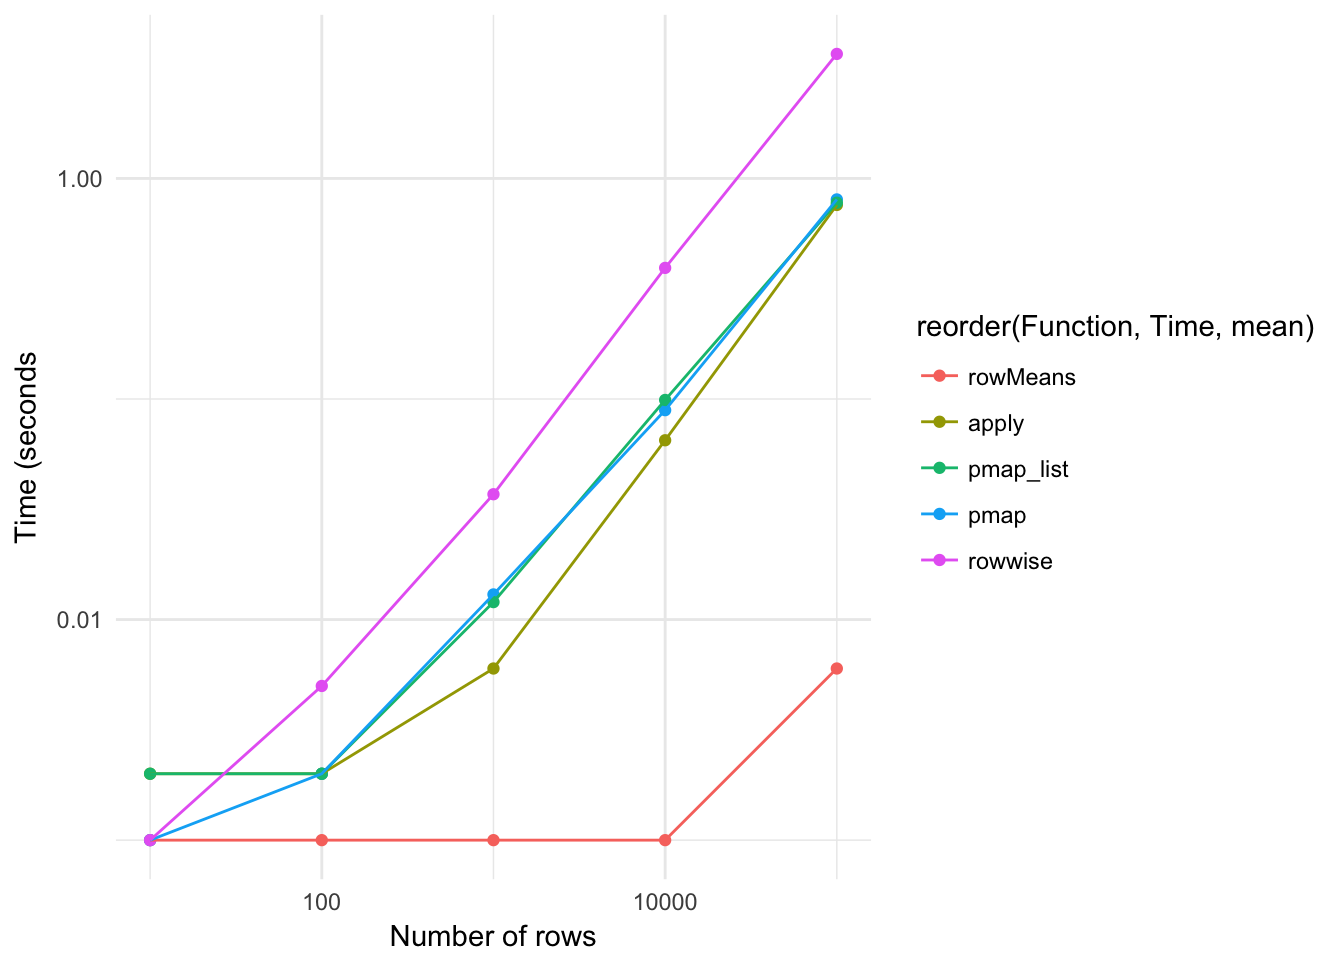 1.00
0.01
Time (seconds
100
10000
Number of rows
reorder(Function, Time, mean)
rowMeans
apply
pmap_list
pmap
rowwise